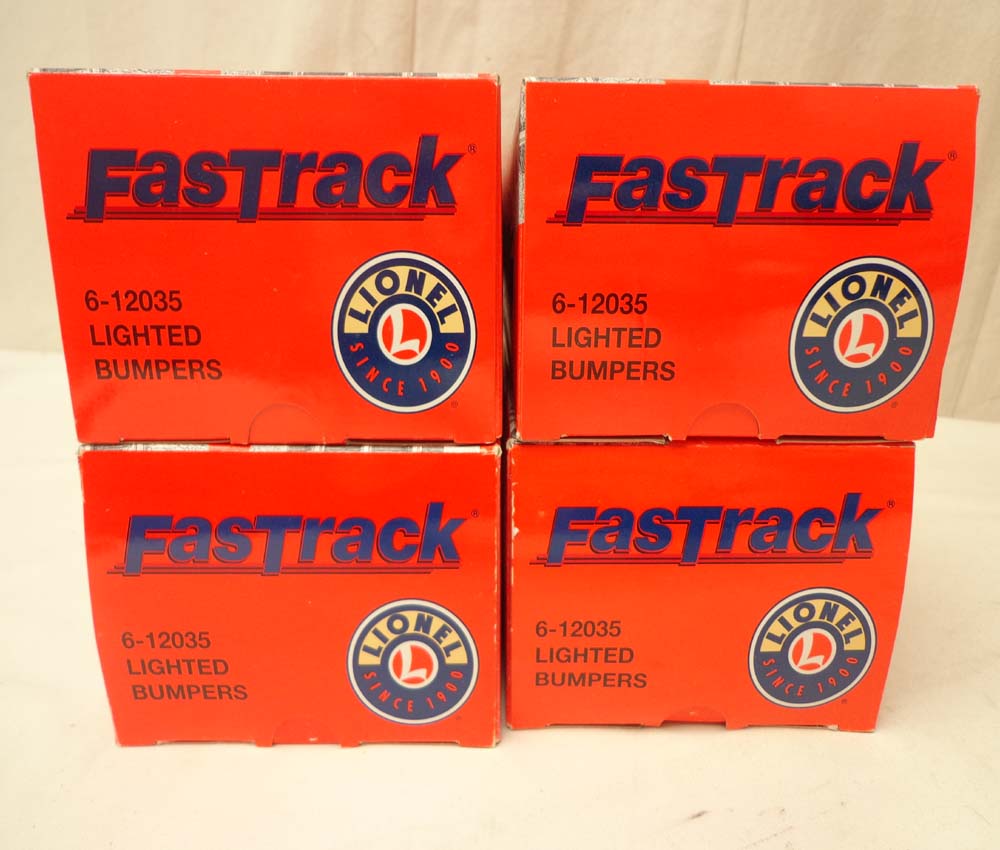 FasTrack®
6-12035
LIGHTED
BUMPERS
LIONEL
L
SINCE 1900
®
FasTrack®
6-12035
LIGHTED
BUMPERS
LIONEL
L
SINCE 1900
®
FasTrack®
6-12035
LIGHTED
BUMPERS
LIONEL
L
SINCE 1900
®
FasTrack®
6-12035
LIGHTED
BUMPERS
LIONEL
L
SINCE 1900
®